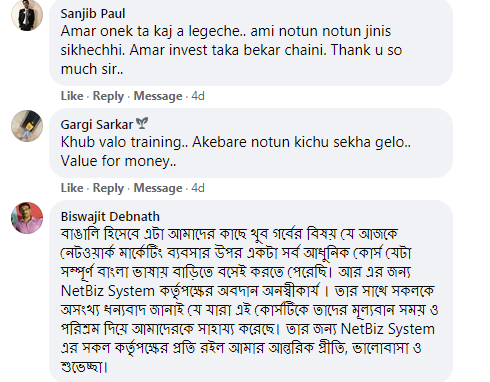 Sanjib Paul
Amar onek ta kaj a legeche.. ami notun notun jinis
sikhechhi. Amar invest taka bekar chaini. Thank u so
much sir..
Like · Reply · Message · 4d
Gargi Sarkar
Khub valo training.. Akebare notun kichu sekha gelo..
Value for money..
Like · Reply · Message · 4d
Biswajit Debnath
বাঙালি হিসেবে এটা আমাদের কাছে খুব গর্বের বিষয় যে আজকে
নেটওয়ার্ক মার্কেটিং ব্যবসার উপর একটা সর্ব আধুনিক কোর্স যেটা
সম্পূর্ণ বাংলা ভাষায় বাড়িতে বসেই করতে পেরেছি। আর এর জন্য
NetBiz System কর্তৃপক্ষের অবদান অনস্বীকার্য । তার সাথে সকলকে
অসংখ্য ধন্যবাদ জানাই যে যারা এই কোর্সটিকে তাদের মূল্যবান সময় ও
পরিশ্রম দিয়ে আমাদেরকে সাহায্য করেছে। তার জন্য NetBiz System
এর সকল কর্তৃপক্ষের প্রতি রইল আমার আন্তরিক প্রীতি, ভালোবাসা ও
শুভেচ্ছা।